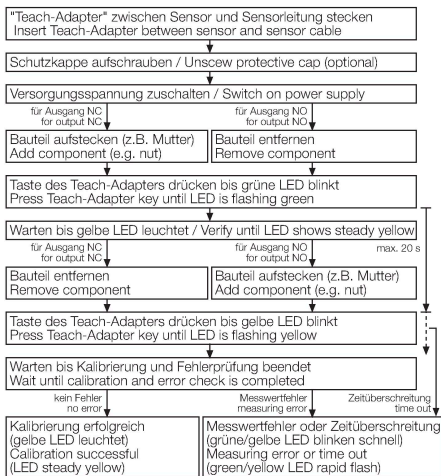 "Teach-Adapter" zwischen Sensor und Sensorleitung stecken
Insert Teach-Adapter between sensor and sensor cable
Schutzkappe aufschrauben / Unscew protective cap (optional)
Versorgungsspannung zuschalten / Switch on power supply
für Ausgang NC
for output NC
für Ausgang NO
for output NO
Bauteil aufstecken (z.B. Mutter)
Add component (e.g. nut)
Bauteil entfernen
Remove component
Taste des Teach-Adapters drücken bis grüne LED blinkt
Press Teach-Adapter key until LED is flashing green
Warten bis gelbe LED leuchtet / Verify until LED shows steady yellow
für Ausgang NC
for output NC
für Ausgang NO
for output NO
max. 20 s
Bauteil entfernen
Remove component
Bauteil aufstecken (z.B. Mutter)
Add component (e.g. nut)
Taste des Teach-Adapters drücken bis gelbe LED blinkt
Press Teach-Adapter key until LED is flashing yellow
Warten bis Kalibrierung und Fehlerprüfung beendet
Wait until calibration and error check is completed
kein Fehler
no error
Messwertfehler
measuring error
Zeitüberschreitung
time out
Kalibrierung erfolgreich
(gelbe LED leuchtet)
Calibration successful
(LED steady yellow)
Messwertfehler oder Zeitüberschreitung
(grüne/gelbe LED blinken schnell)
Measuring error or time out
(green/yellow LED rapid flash)